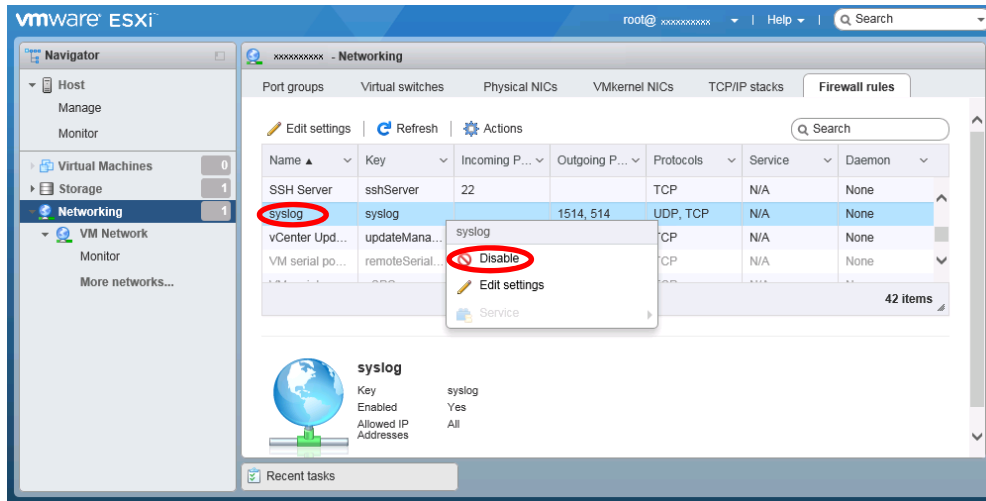 vmware ESXi™
root@ xxxxxxxxxx | Help | Search
Navigator
xxxxxxxxxx - Networking
Host
Manage
Monitor
Virtual Machines 0
Storage 1
Networking 1
VM Network
Monitor
More networks...
Port groups Virtual switches Physical NICs VMkernel NICs TCP/IP stacks Firewall rules
Edit settings | Refresh | Actions Search
Name Key Incoming P... Outgoing P... Protocols Service Daemon
SSH Server sshServer 22 TCP N/A None
syslog syslog 1514, 514 UDP, TCP N/A None
vCenter Upd... updateMana... TCP N/A None
VM serial po... remoteSerial... TCP N/A None
42 items
syslog
Disable
Edit settings
Service
syslog
Key syslog
Enabled Yes
Allowed IP Addresses All
Recent tasks